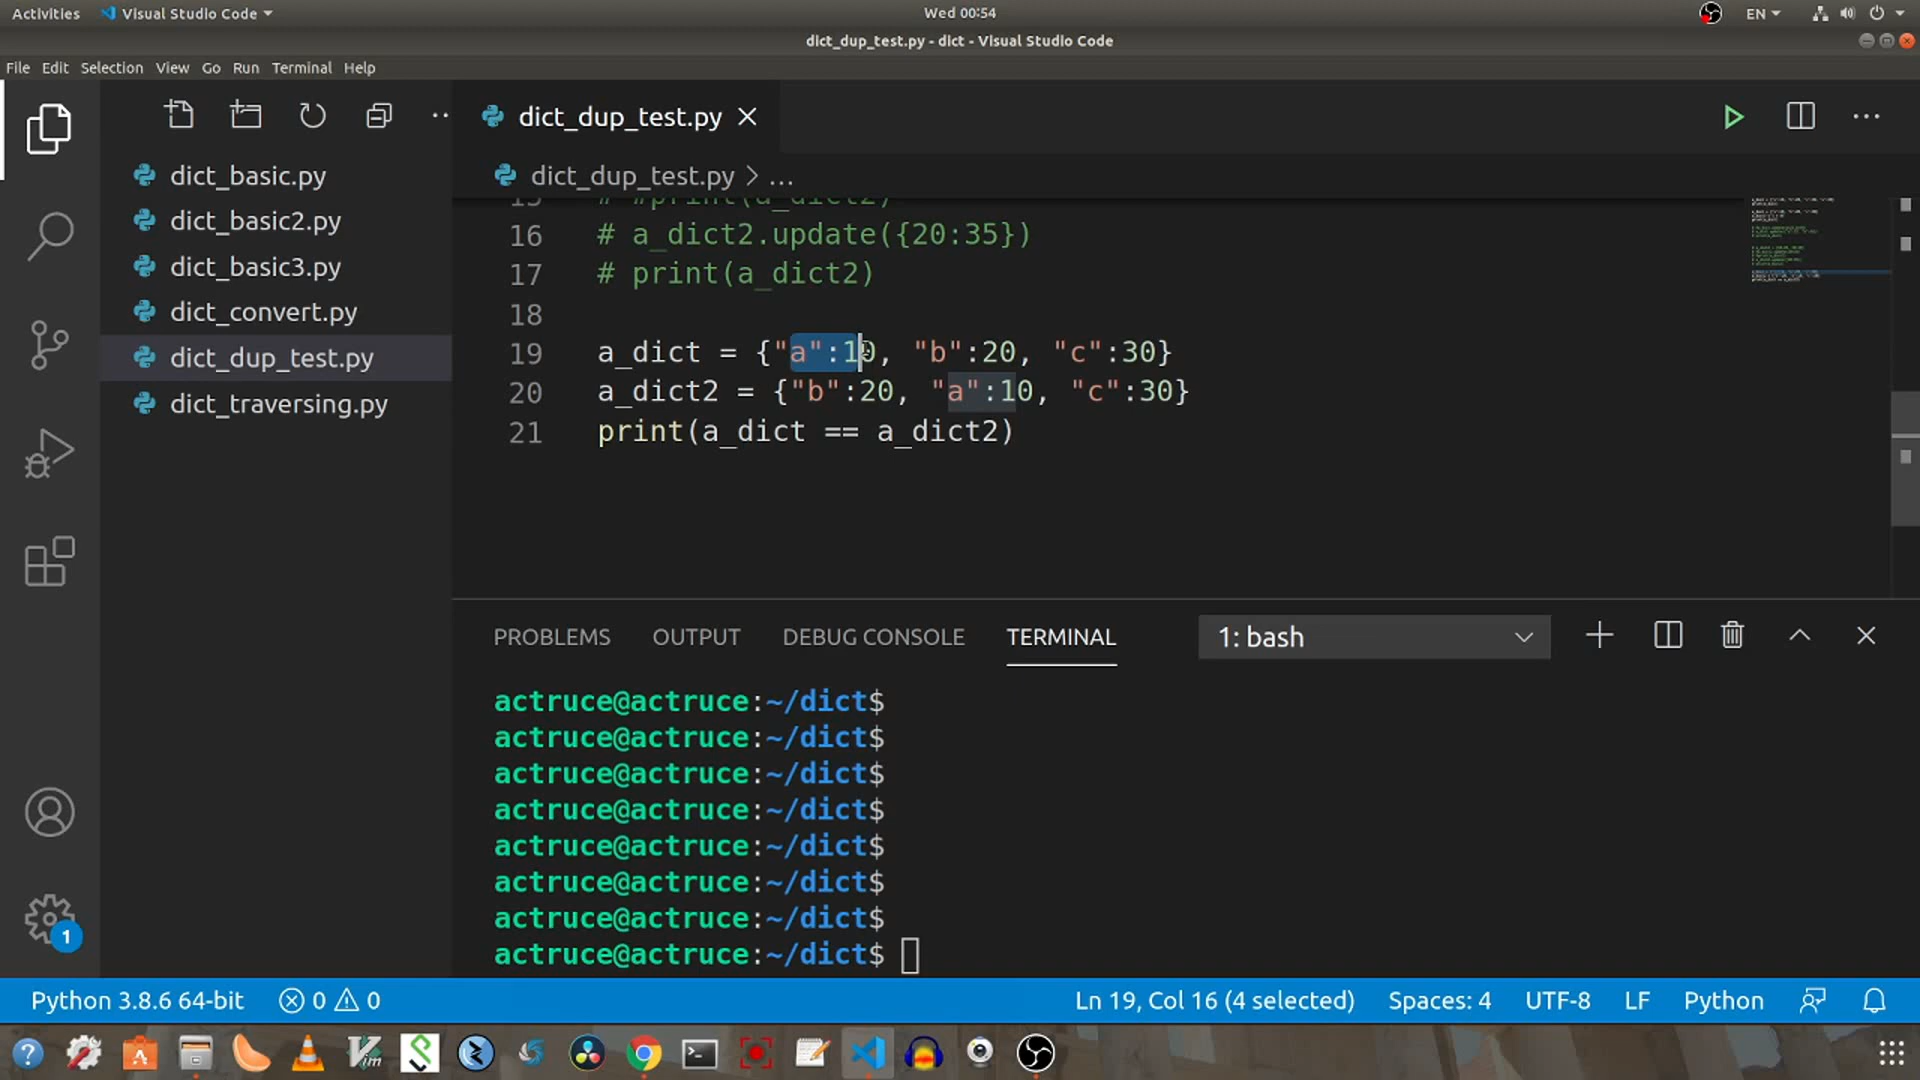 Activities Visual Studio Code Wed 00:54 EN
dict_dup_test.py - dict - Visual Studio Code
File Edit Selection View Go Run Terminal Help
dict_dup_test.py
dict_basic.py
dict_basic2.py
dict_basic3.py
dict_convert.py
dict_dup_test.py
dict_traversing.py
dict_dup_test.py > ...
15 # #print(a_dict2)
16 # a_dict2.update({20:35})
17 # print(a_dict2)
18
19 a_dict = {"a":10, "b":20, "c":30}
20 a_dict2 = {"b":20, "a":10, "c":30}
21 print(a_dict == a_dict2)
PROBLEMS OUTPUT DEBUG CONSOLE TERMINAL 1: bash
actruce@actruce:~/dict$
actruce@actruce:~/dict$
actruce@actruce:~/dict$
actruce@actruce:~/dict$
actruce@actruce:~/dict$
actruce@actruce:~/dict$
actruce@actruce:~/dict$
actruce@actruce:~/dict$
1
Python 3.8.6 64-bit 0 0 Ln 19, Col 16 (4 selected) Spaces: 4 UTF-8 LF Python